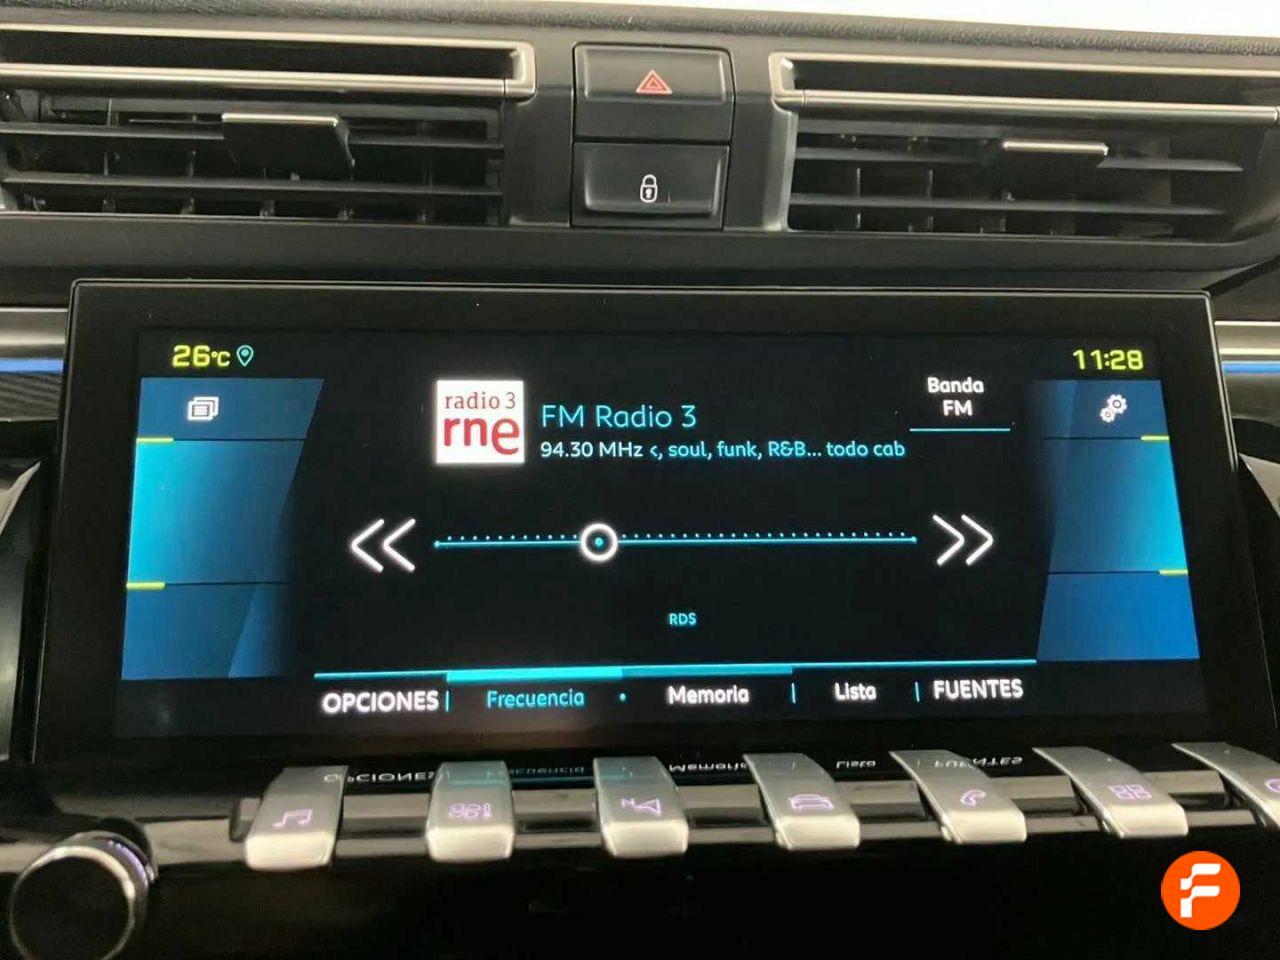 26°C
11:28
radio 3
rne
FM Radio 3
94.30 MHz <, soul, funk, R&B... todo cab
Banda
FM
RDS
OPCIONES | Frecuencia • Memoria | Lista | FUENTES
N
F